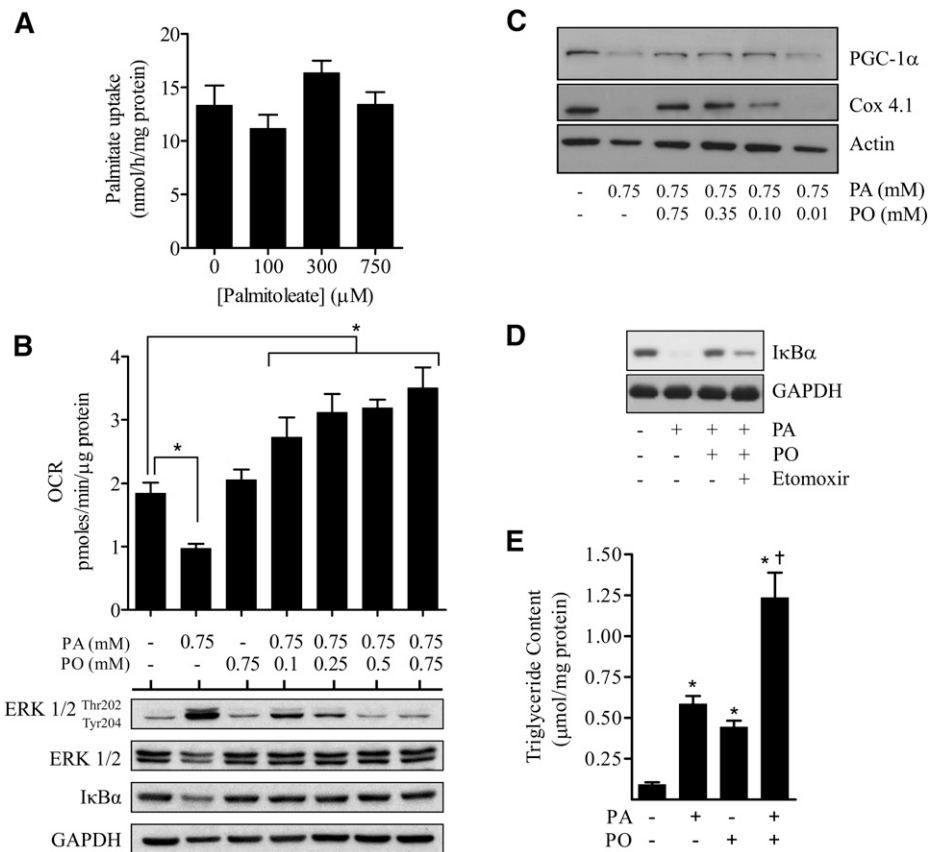 A
Palmitate uptake
(nmol/h/mg protein)
20
15
10
15
0
0 100 300 750
[Palmitoleate] (μM)
B
*
*
OCR
pmoles/min/μg protein
4
3
2
1
0
PA (mM) - 0.75 - 0.75 0.75 0.75 0.75
PO (mM) - - 0.75 0.1 0.25 0.5 0.75
ERK 1/2 Thr202
Tyr204
ERK 1/2
IκBα
GAPDH
C
PGC-1α
Cox 4.1
Actin
- 0.75 0.75 0.75 0.75 0.75 PA (mM)
- - 0.75 0.35 0.10 0.01 PO (mM)
D
IκBα
GAPDH
- + + + PA
- - + + PO
- - - + Etomoxir
E
Triglyceride Content
(μmol/mg protein)
1.50
1.25
1.00
0.75
0.50
0.25
*
*
* †
PA - + - +
PO - - + +